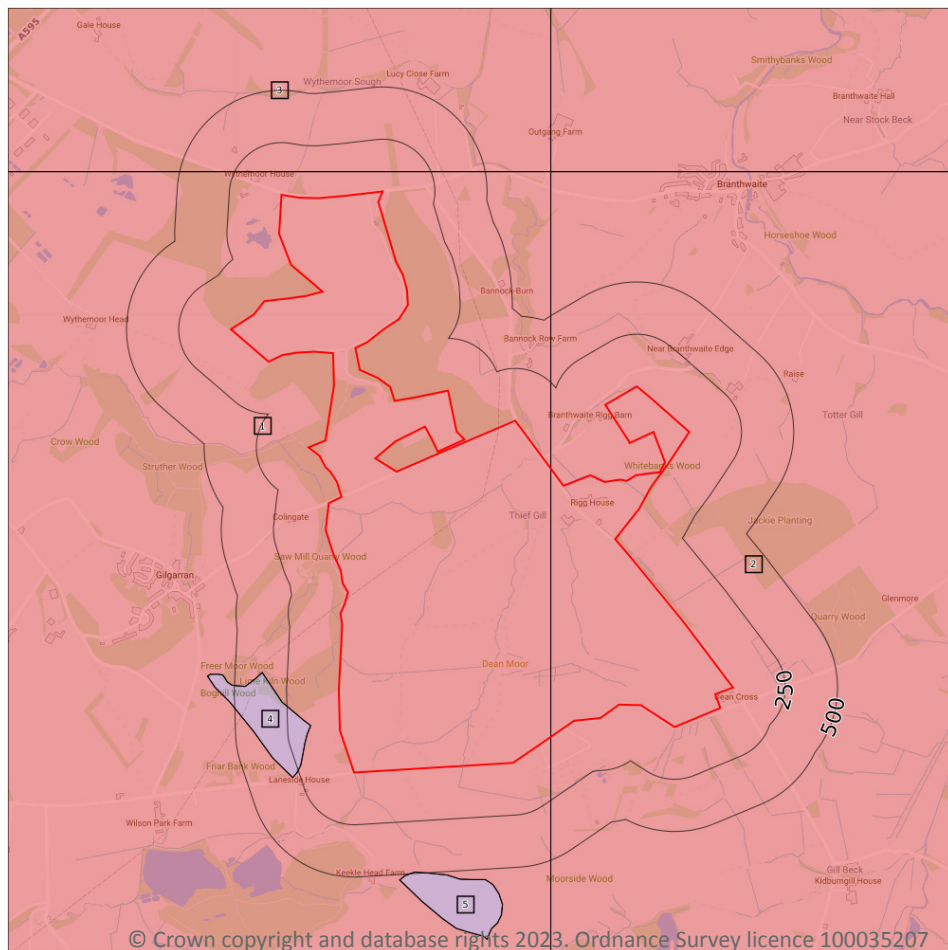 Gale House
A595
Wythemoor Sough
Lucy Close Farm
3
Smithybanks Wood
Branthwaite Hall
Near Stock Beck
Outgang Farm
Wythemoor House
Branthwaite
Horseshoe Wood
Bannock-Burn
Wythemoor Head
Bannock Row Farm
Near Branthwaite Edge
Raise
Branthwaite Rigg Barn
Totter Gill
1
Crow Wood
Struther Wood
Whitebanks Wood
Rigg House
Colingate
Thief Gill
Jackie Planting
Saw Mill Quarry Wood
2
Gilgarran
Glenmore
Quarry Wood
Freer Moor Wood
Dean Moor
Lime Kiln Wood
Boghill Wood
250
Dean Cross
4
500
Friar Bank Wood
Laneside House
Wilson Park Farm
Keekle Head Farm
Moorside Wood
Gill Beck
Kidburngill House
5
© Crown copyright and database rights 2023. Ordnance Survey licence 100035207